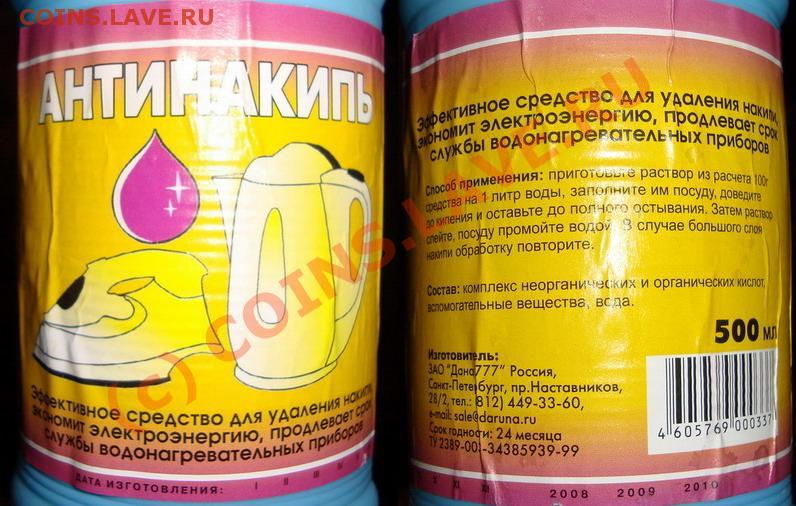 COINS.LAVE.RU
АНТИНАКИПЬ
Эффективное средство для удаления накипи,
экономит электроэнергию, продлевает срок
службы водонагревательных приборов
ДАТА ИЗГОТОВЛЕНИЯ: I II III
Эффективное средство для удаления накипи,
экономит электроэнергию, продлевает срок
службы водонагревательных приборов
Способ применения: приготовьте раствор из расчета 100г
средства на 1 литр воды, заполните им посуду, доведите
до кипения и оставьте до полного остывания. Затем раствор
слейте, посуду промойте водой. В случае большого слоя
накипи обработку повторите.
Состав: комплекс неорганических и органических кислот,
вспомогательные вещества, вода.
500 мл
Изготовитель:
ЗАО "Дана777" Россия,
Санкт-Петербург, пр.Наставников,
28/2, тел.: 812) 449-33-60,
e-mail: sale@daruna.ru
Срок годности: 24 месяца
ТУ 2389-003-34385939-99
4 605769 000337
X XI XII 2008 2009 2010
(c) COINS.LAVE.RU